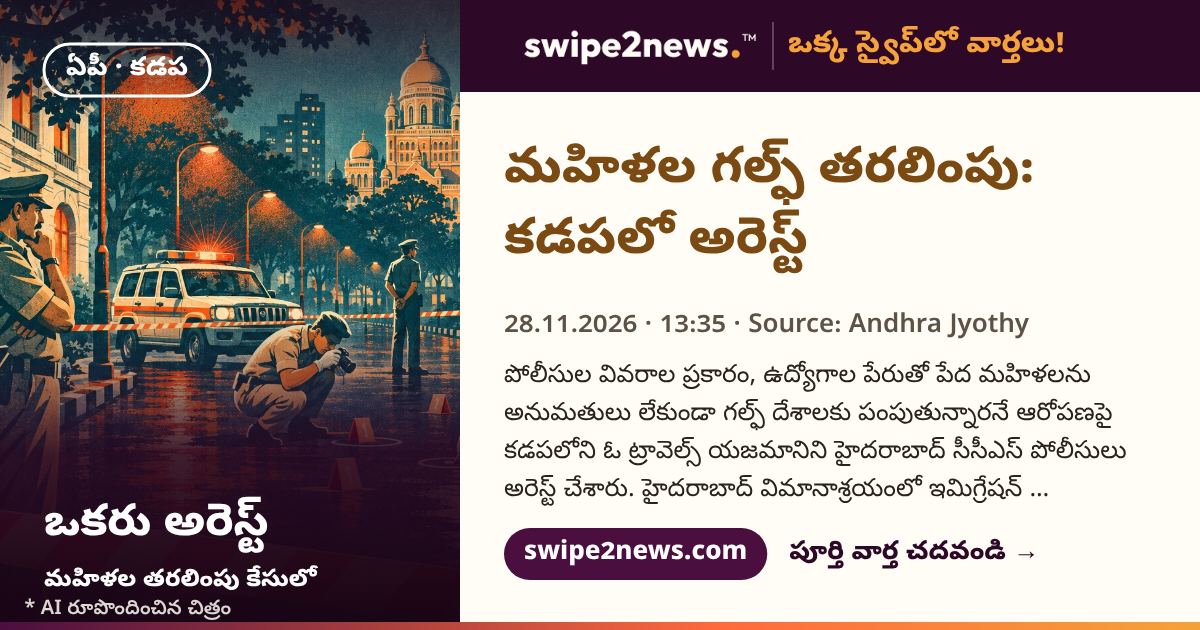 ఏపీ · కడప
swipe2news.™
ఒక్క స్వైప్‌లో వార్తలు!
మహిళల గల్ఫ్ తరలింపు:
కడపలో అరెస్ట్
28.11.2026 · 13:35 · Source: Andhra Jyothy
పోలీసుల వివరాల ప్రకారం, ఉద్యోగాల పేరుతో పేద మహిళలను
అనుమతులు లేకుండా గల్ఫ్ దేశాలకు పంపుతున్నారనే ఆరోపణపై
కడపలోని ఓ ట్రావెల్స్ యజమానిని హైదరాబాద్ సీసీఎస్ పోలీసులు
అరెస్ట్ చేశారు. హైదరాబాద్ విమానాశ్రయంలో ఇమిగ్రేషన్ ...
swipe2news.com
పూర్తి వార్త చదవండి →
ఒకరు అరెస్ట్
మహిళల తరలింపు కేసులో
* AI రూపొందించిన చిత్రం